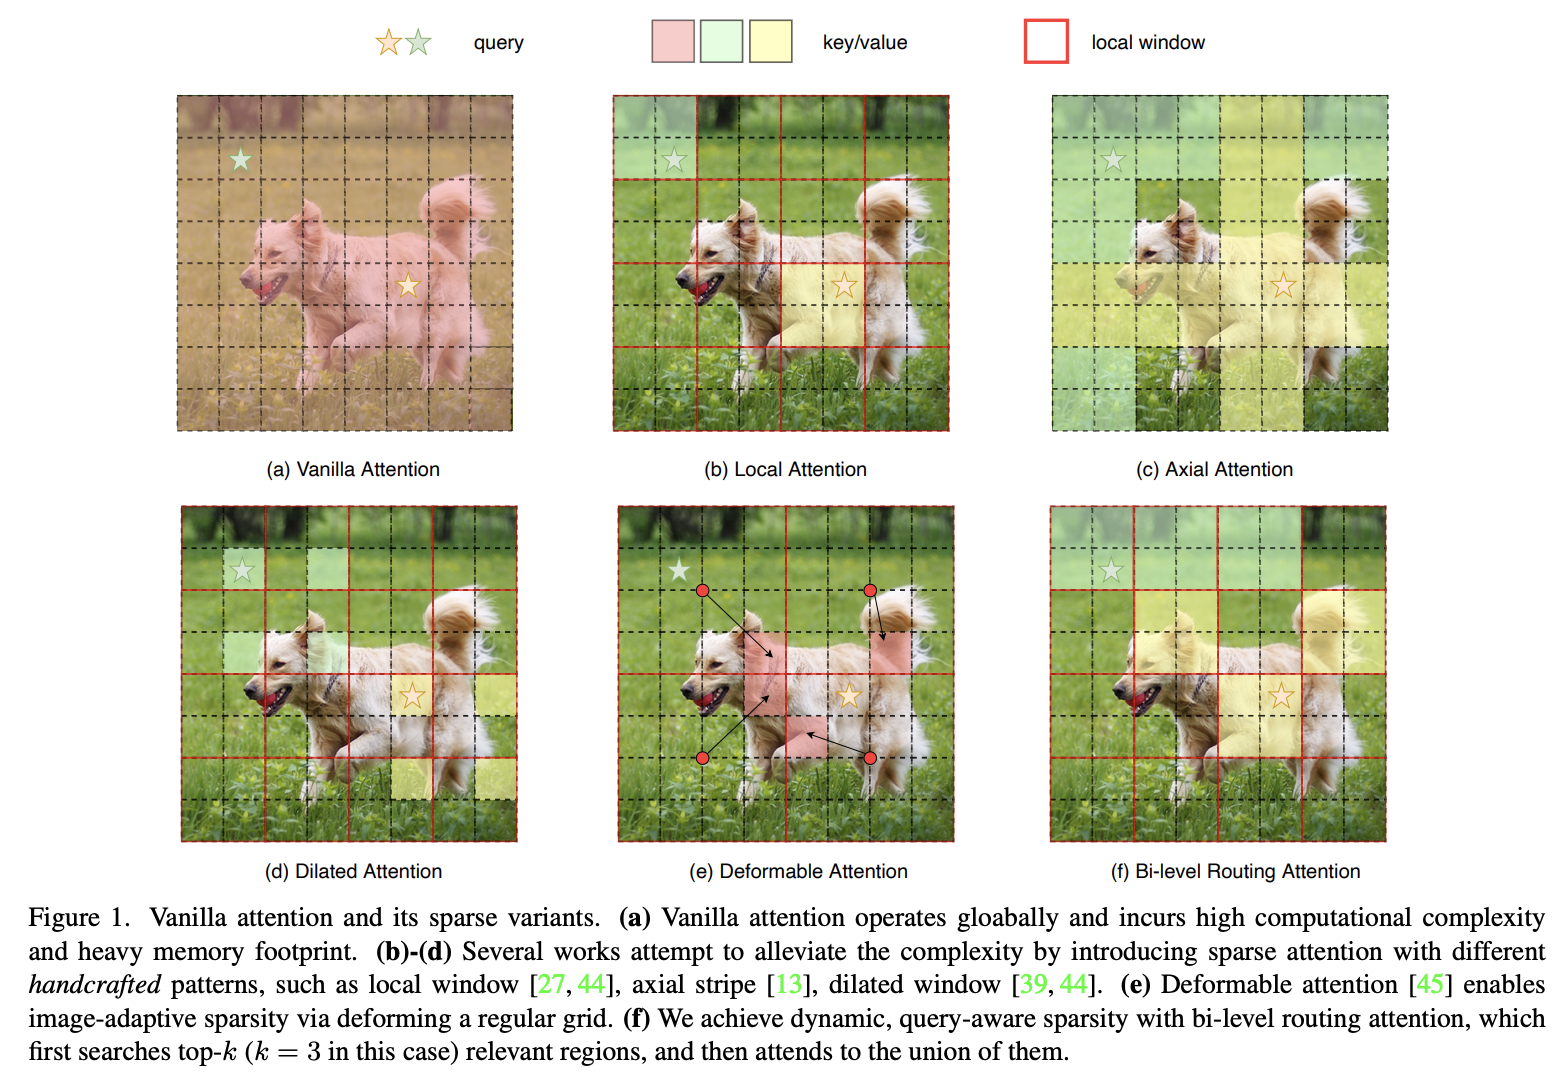 query
key/value
local window
(a) Vanilla Attention
(b) Local Attention
(c) Axial Attention
(d) Dilated Attention
(e) Deformable Attention
(f) Bi-level Routing Attention
Figure 1. Vanilla attention and its sparse variants. (a) Vanilla attention operates gloabally and incurs high computational complexity
and heavy memory footprint. (b)-(d) Several works attempt to alleviate the complexity by introducing sparse attention with different
handcrafted patterns, such as local window [27, 44], axial stripe [13], dilated window [39, 44]. (e) Deformable attention [45] enables
image-adaptive sparsity via deforming a regular grid. (f) We achieve dynamic, query-aware sparsity with bi-level routing attention, which
first searches top-k (k = 3 in this case) relevant regions, and then attends to the union of them.